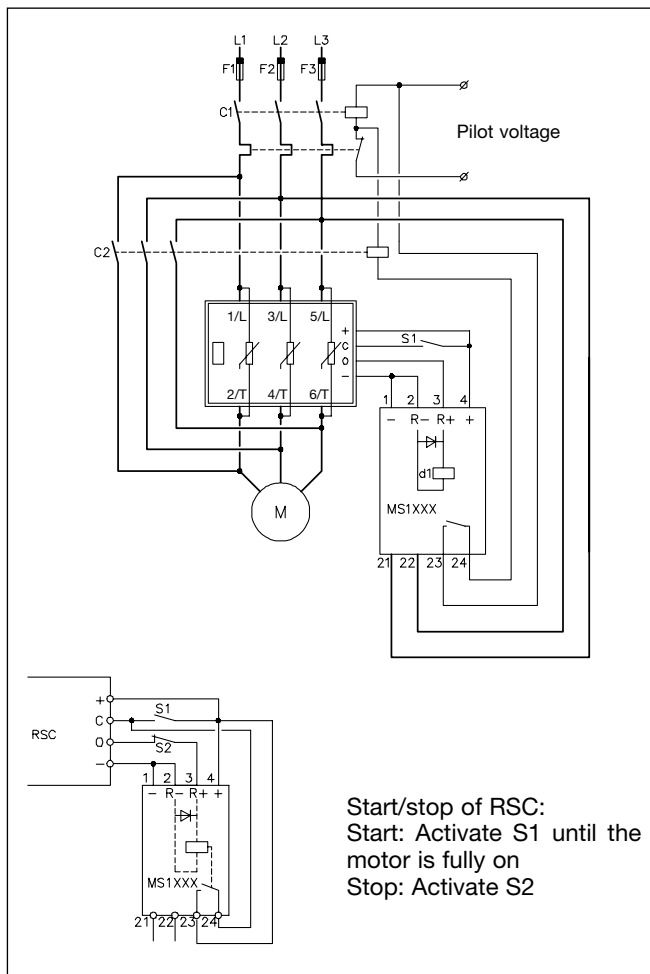 L1 L2 L3
F1 F2 F3
C1
Pilot voltage
C2
1/L 3/L 5/L
+
C
O
-
S1
2/T 4/T 6/T
1 2 3 4
- R- R+ +
d1
M
MS1XXX
21 22 23 24
+
C
O
-
RSC
S1
S2
1 2 3 4
- R- R+ +
MS1XXX
21 22 23 24
Start/stop of RSC:
Start: Activate S1 until the
motor is fully on
Stop: Activate S2